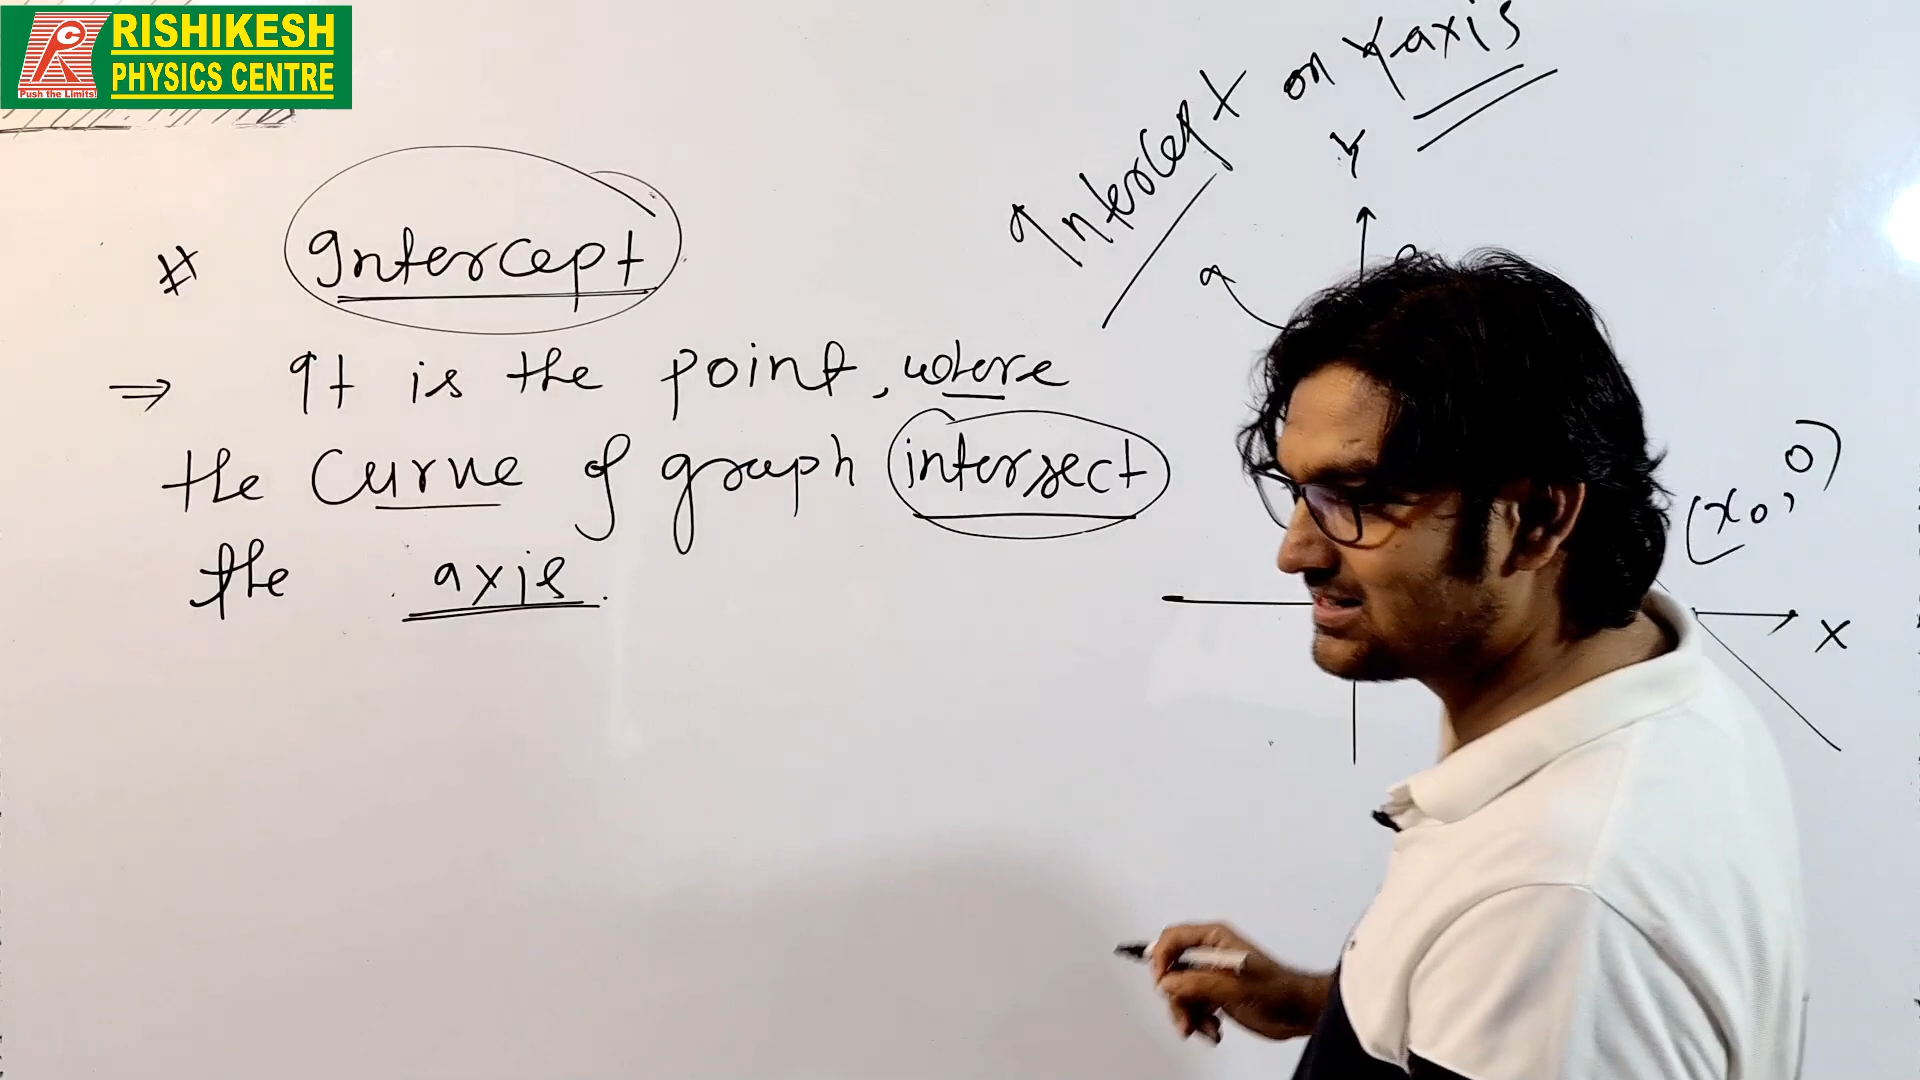 RISHIKESH
PHYSICS CENTRE
Push the Limits!
# Intercept
⇒ It is the point, where
the curve of graph intersect
the axis.
Intercept on Y-axis
Y
(x₀, 0)
X